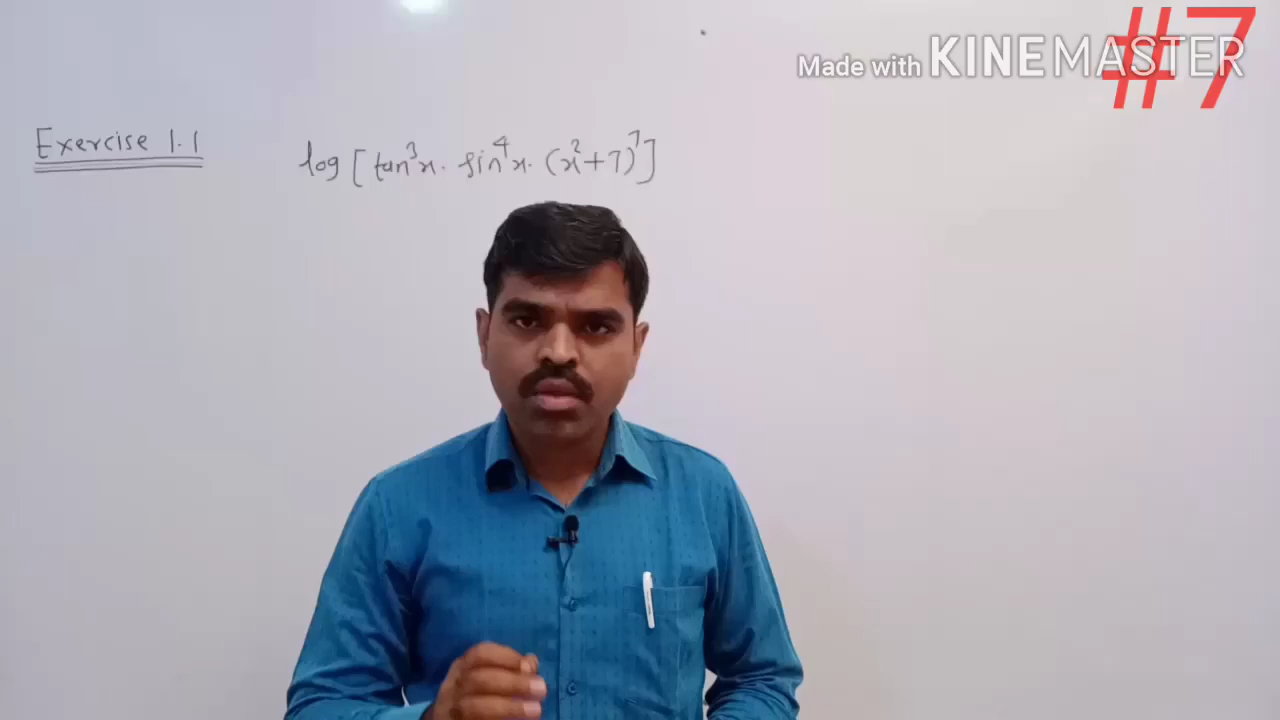 #7
Made with KINEMASTER
Exercise 1.1
log [tan³x. sin⁴x. (x²+7)⁷]